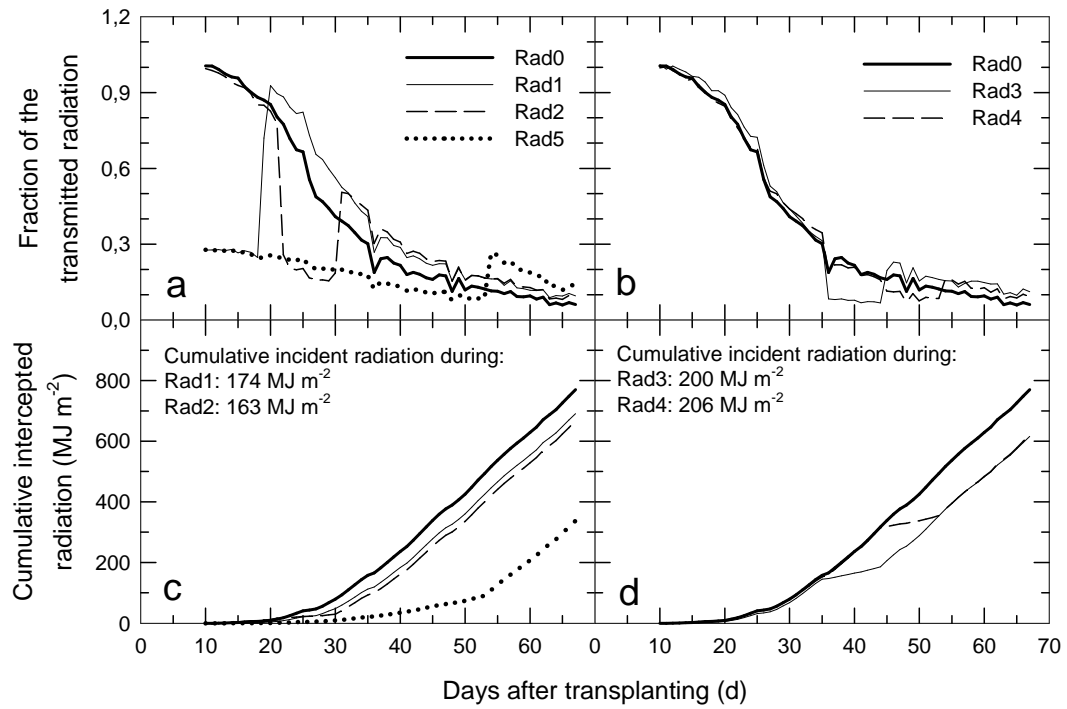 Fraction of the
transmitted radiation
1,2
0,9
0,6
0,3
0,0
Rad0
Rad1
Rad2
Rad5
a
Rad0
Rad3
Rad4
b
Cumulative intercepted
radiation (MJ m-2)
800
600
400
200
0
Cumulative incident radiation during:
Rad1: 174 MJ m-2
Rad2: 163 MJ m-2
c
Cumulative incident radiation during:
Rad3: 200 MJ m-2
Rad4: 206 MJ m-2
d
0 10 20 30 40 50 60 0 10 20 30 40 50 60 70
Days after transplanting (d)